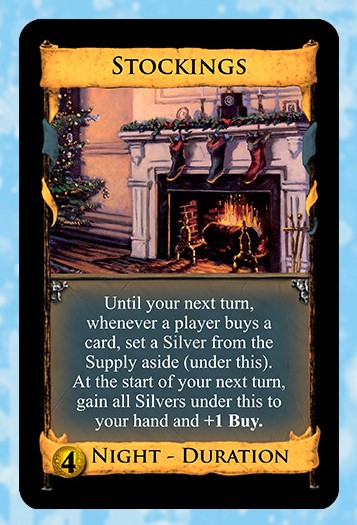 Stockings
Until your next turn,
whenever a player buys a
card, set a Silver from the
Supply aside (under this).
At the start of your next turn,
gain all Silvers under this to
your hand and +1 Buy.
4 Night - Duration